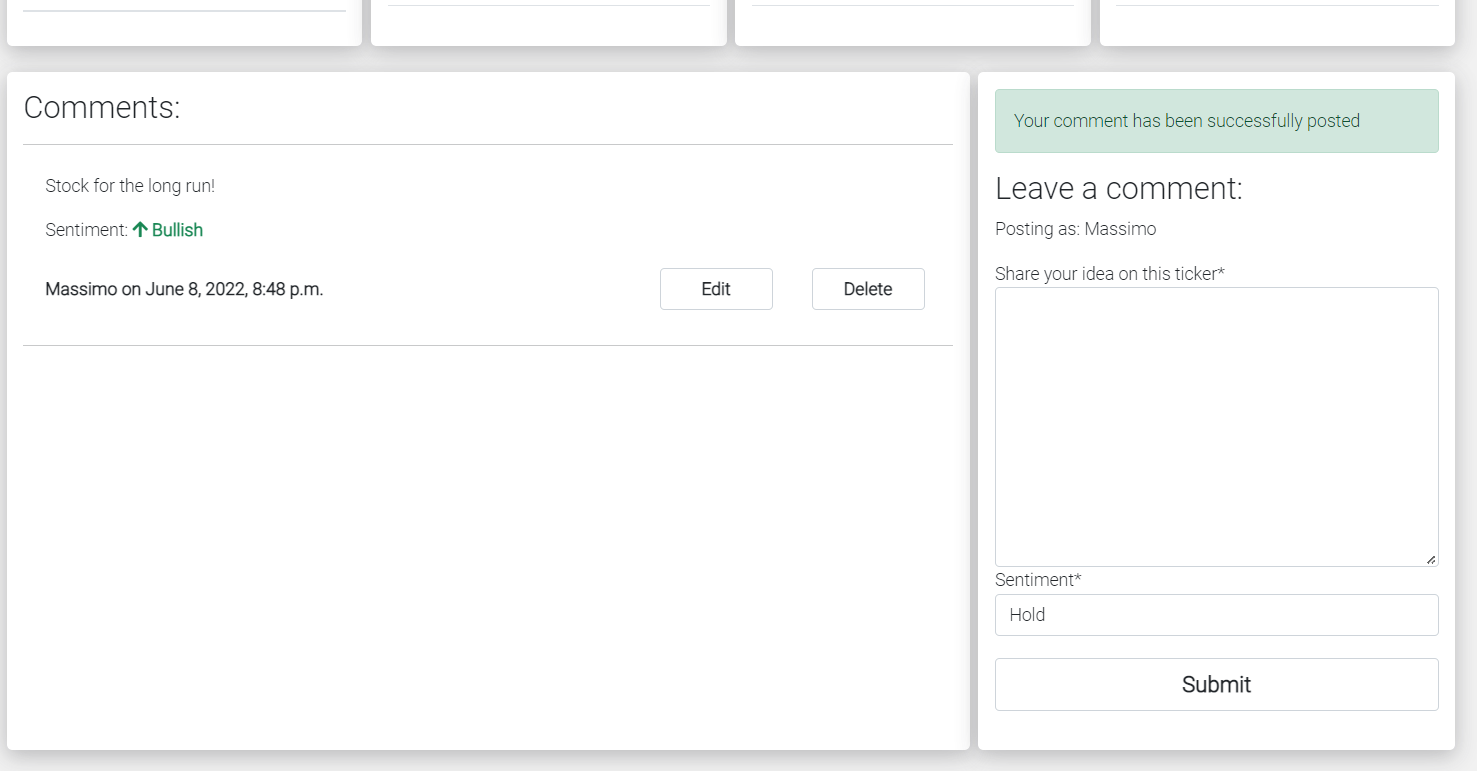 Comments:
Stock for the long run!
Sentiment: Bullish
Massimo on June 8, 2022, 8:48 p.m.
Edit
Delete
Your comment has been successfully posted
Leave a comment:
Posting as: Massimo
Share your idea on this ticker*
Sentiment*
Hold
Submit